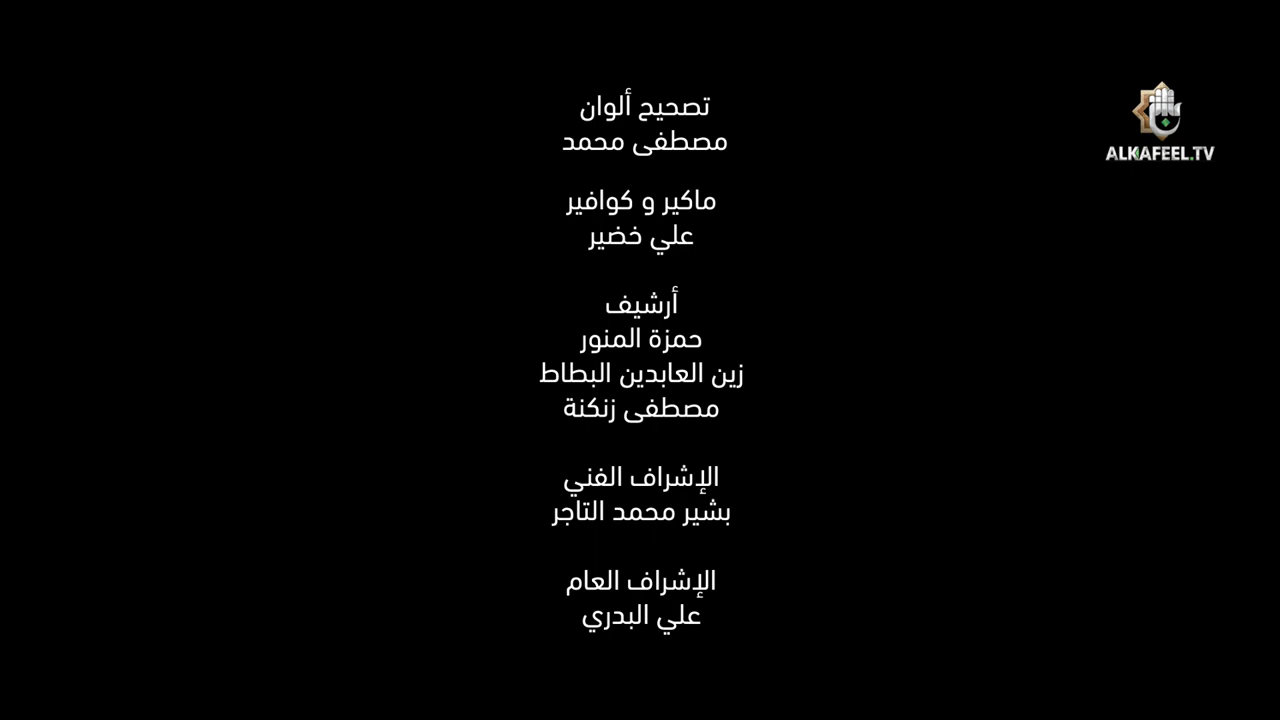 تصحيح ألوان
مصطفى محمد
ماكير و كوافير
علي خضير
أرشيف
حمزة المنور
زين العابدين البطاط
مصطفى زنكنة
الإشراف الفني
بشير محمد التاجر
الإشراف العام
علي البدري
ALKAFEEL.TV